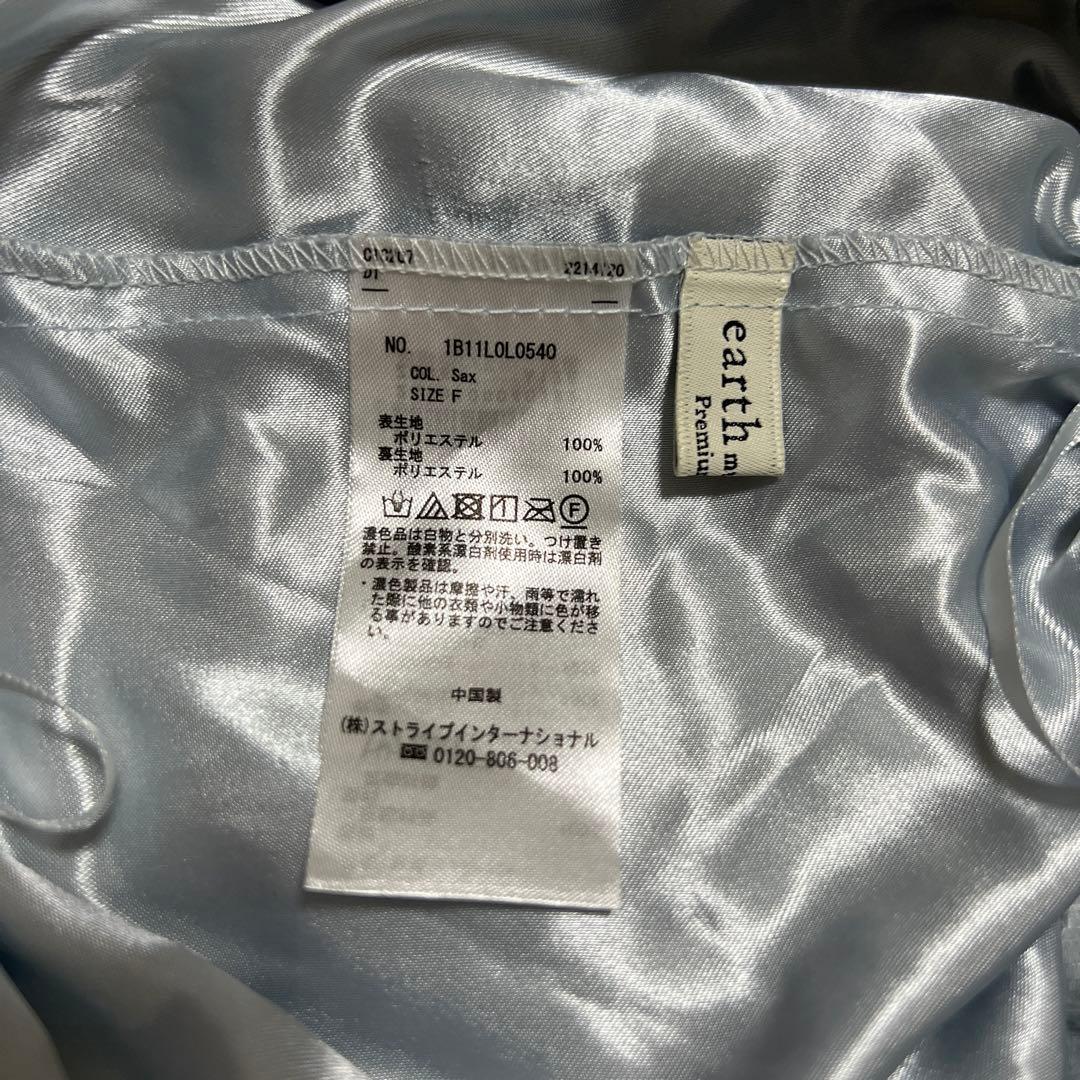 NO. 1B11L0L0540
COL. Sax
SIZE F
表生地
ポリエステル 100%
裏生地
ポリエステル 100%
F
濃色品は白物と分別洗い。つけ置き
禁止。酸素系漂白剤使用時は漂白剤
の表示を確認。
・濃色製品は摩擦や汗、雨等で濡れ
た際に他の衣類や小物類に色が移
る事がありますのでご注意くださ
い。
中国製
(株)ストライプインターナショナル
0120-806-008
earth m
Premiu